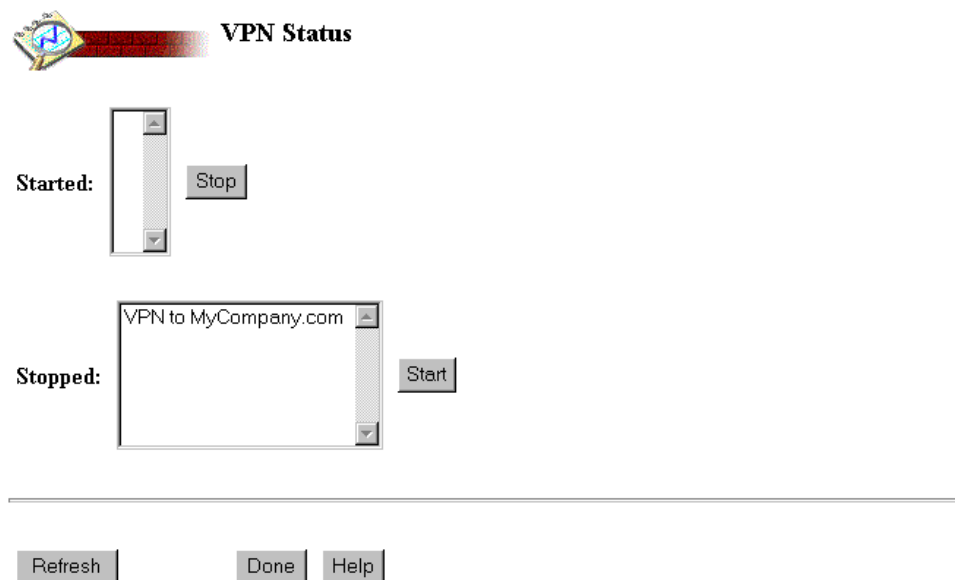 VPN Status
Started:
Stop
VPN to MyCompany.com
Stopped:
Start
Refresh
Done
Help